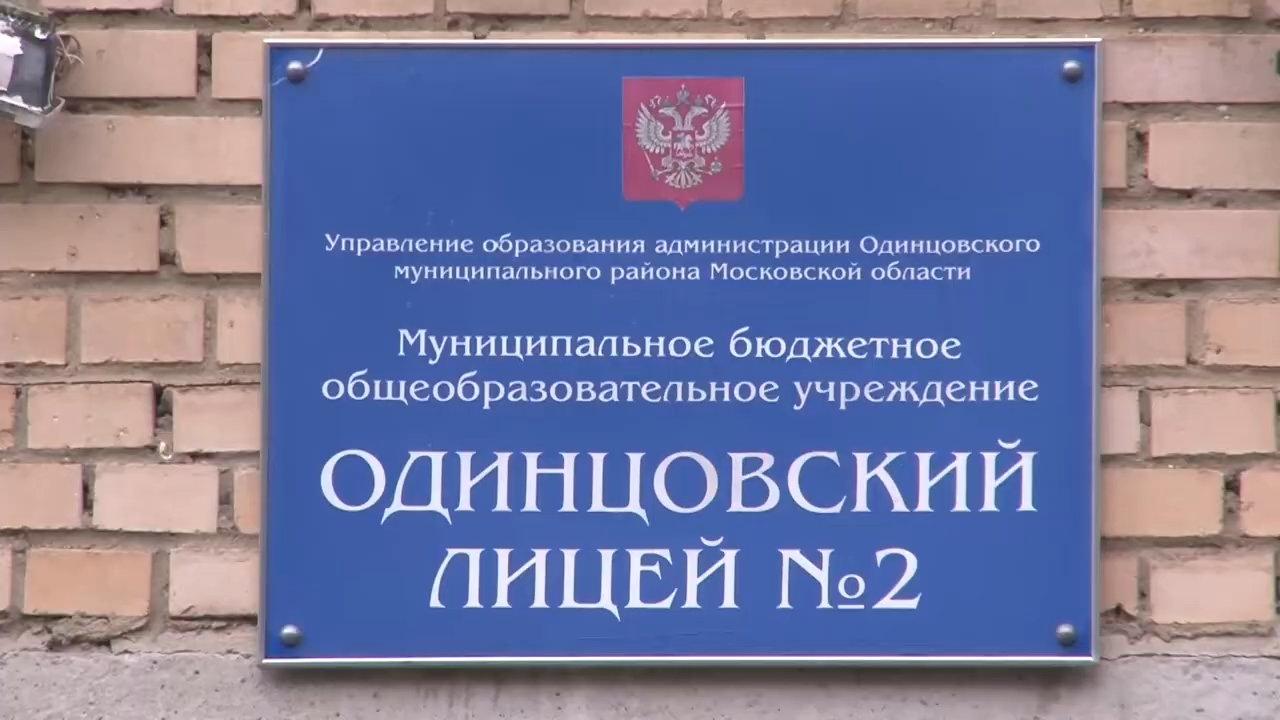 Управление образования администрации Одинцовского
муниципального района Московской области
Муниципальное бюджетное
общеобразовательное учреждение
ОДИНЦОВСКИЙ
ЛИЦЕЙ №2